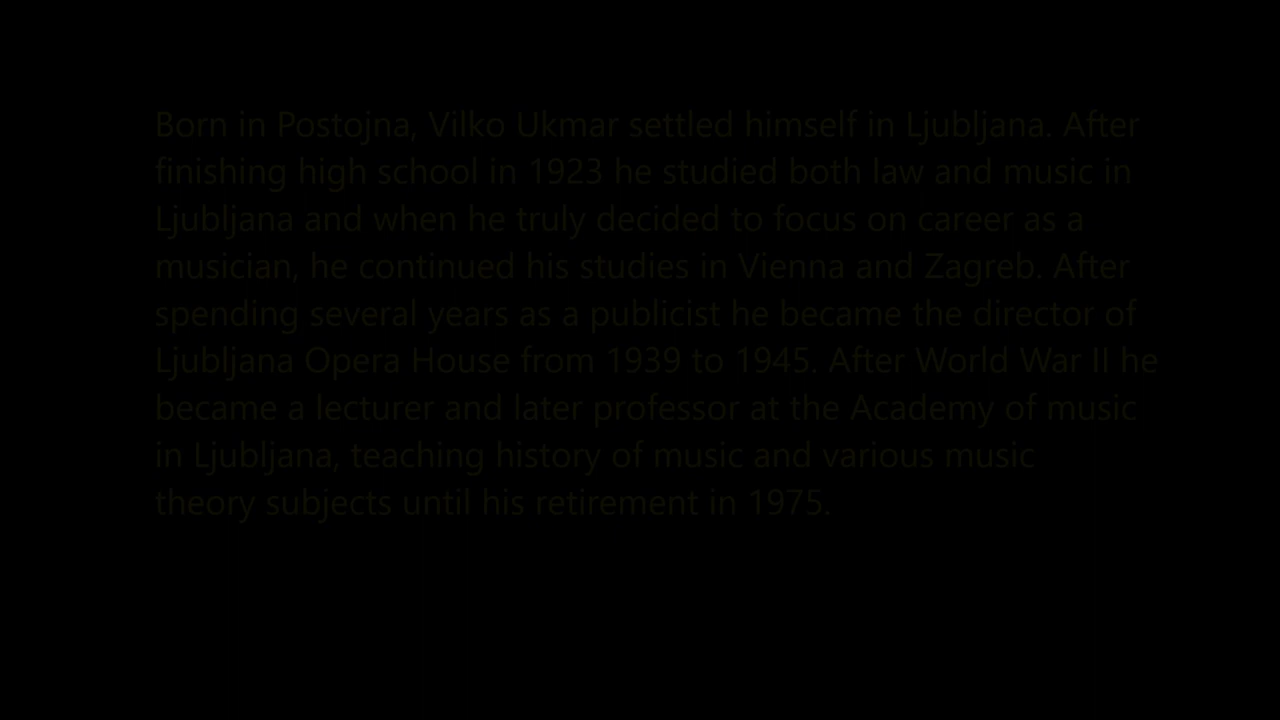 Born in Postojna, Vilko Ukmar settled himself in Ljubljana. After
finishing high school in 1923 he studied both law and music in
Ljubljana and when he truly decided to focus on career as a
musician, he continued his studies in Vienna and Zagreb. After
spending several years as a publicist he became the director of
Ljubljana Opera House from 1939 to 1945. After World War II he
became a lecturer and later professor at the Academy of music
in Ljubljana, teaching history of music and various music
theory subjects until his retirement in 1975.